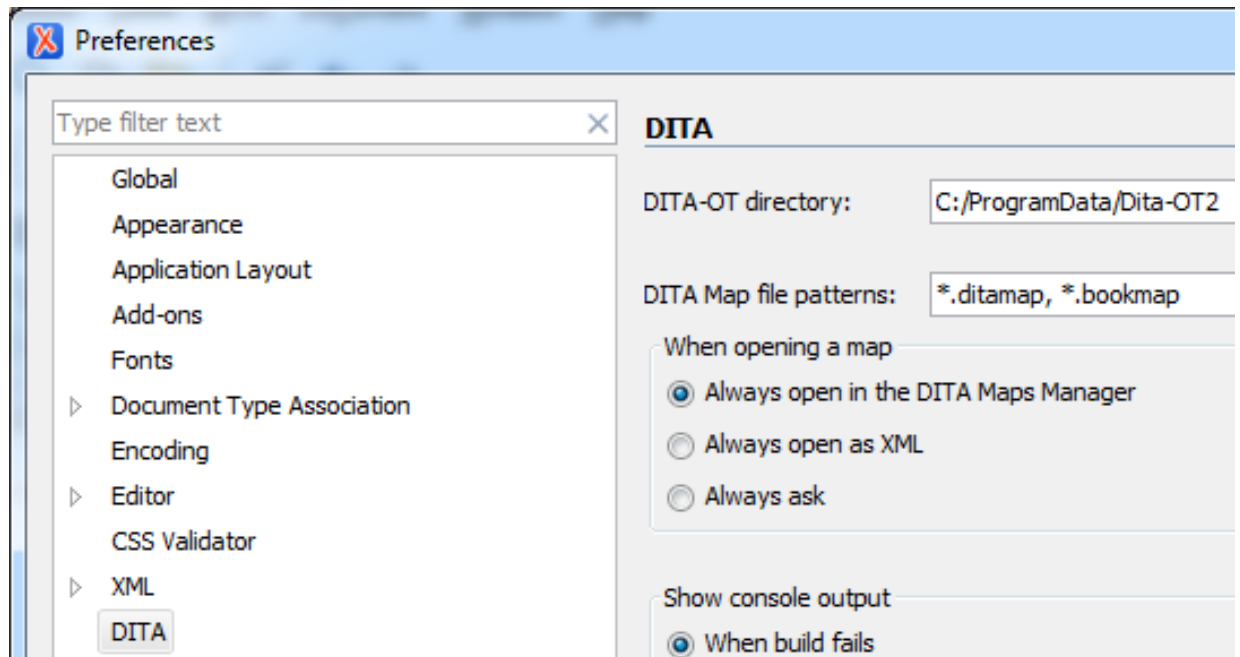 Preferences
Type filter text
Global
Appearance
Application Layout
Add-ons
Fonts
Document Type Association
Encoding
Editor
CSS Validator
XML
DITA
DITA
DITA-OT directory:
C:/ProgramData/Dita-OT2
DITA Map file patterns:
*.ditamap, *.bookmap
When opening a map
Always open in the DITA Maps Manager
Always open as XML
Always ask
Show console output
When build fails